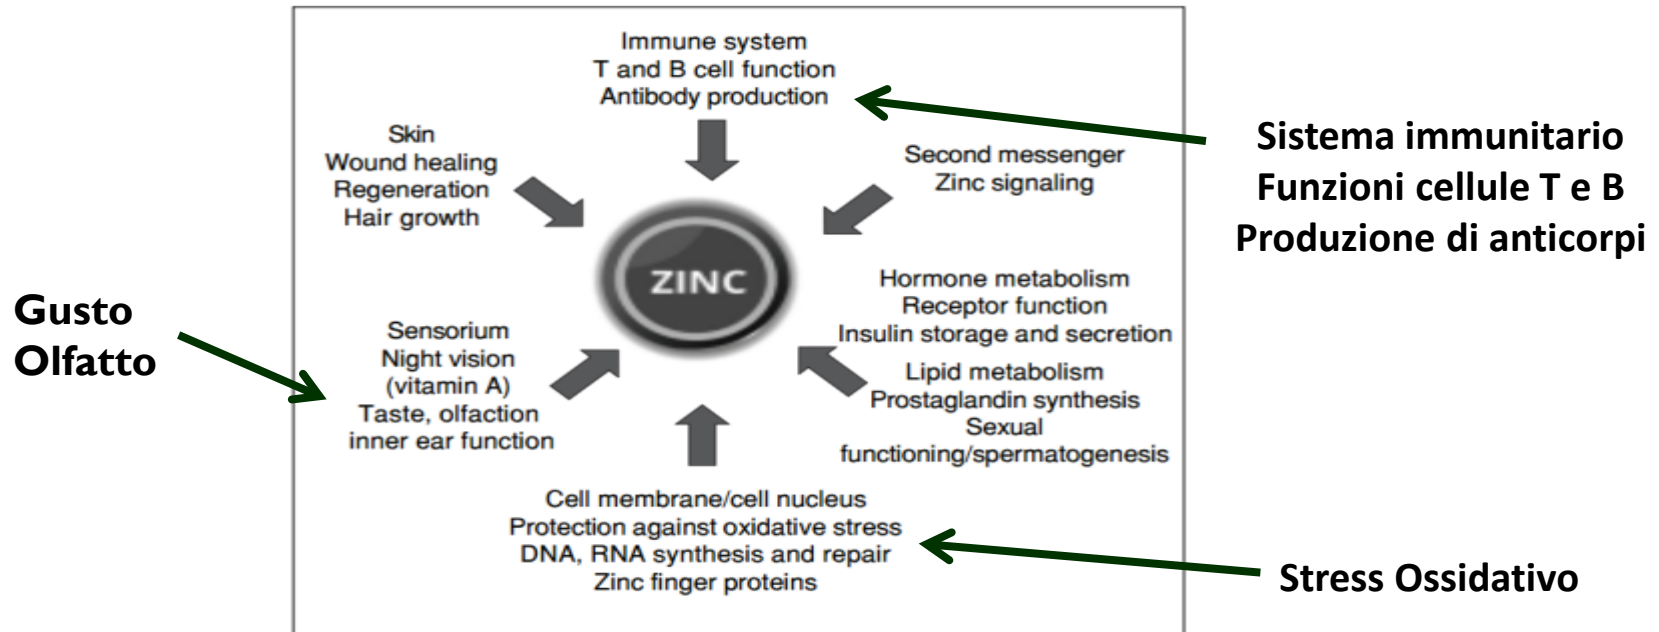 Immune system
T and B cell function
Antibody production
Skin
Wound healing
Regeneration
Hair growth
Second messenger
Zinc signaling
Sistema immunitario
Funzioni cellule T e B
Produzione di anticorpi
ZINC
Hormone metabolism
Receptor function
Insulin storage and secretion
Gusto
Olfatto
Sensorium
Night vision
(vitamin A)
Taste, olfaction
inner ear function
Lipid metabolism
Prostaglandin synthesis
Sexual
functioning/spermatogenesis
Cell membrane/cell nucleus
Protection against oxidative stress
DNA, RNA synthesis and repair
Zinc finger proteins
Stress Ossidativo